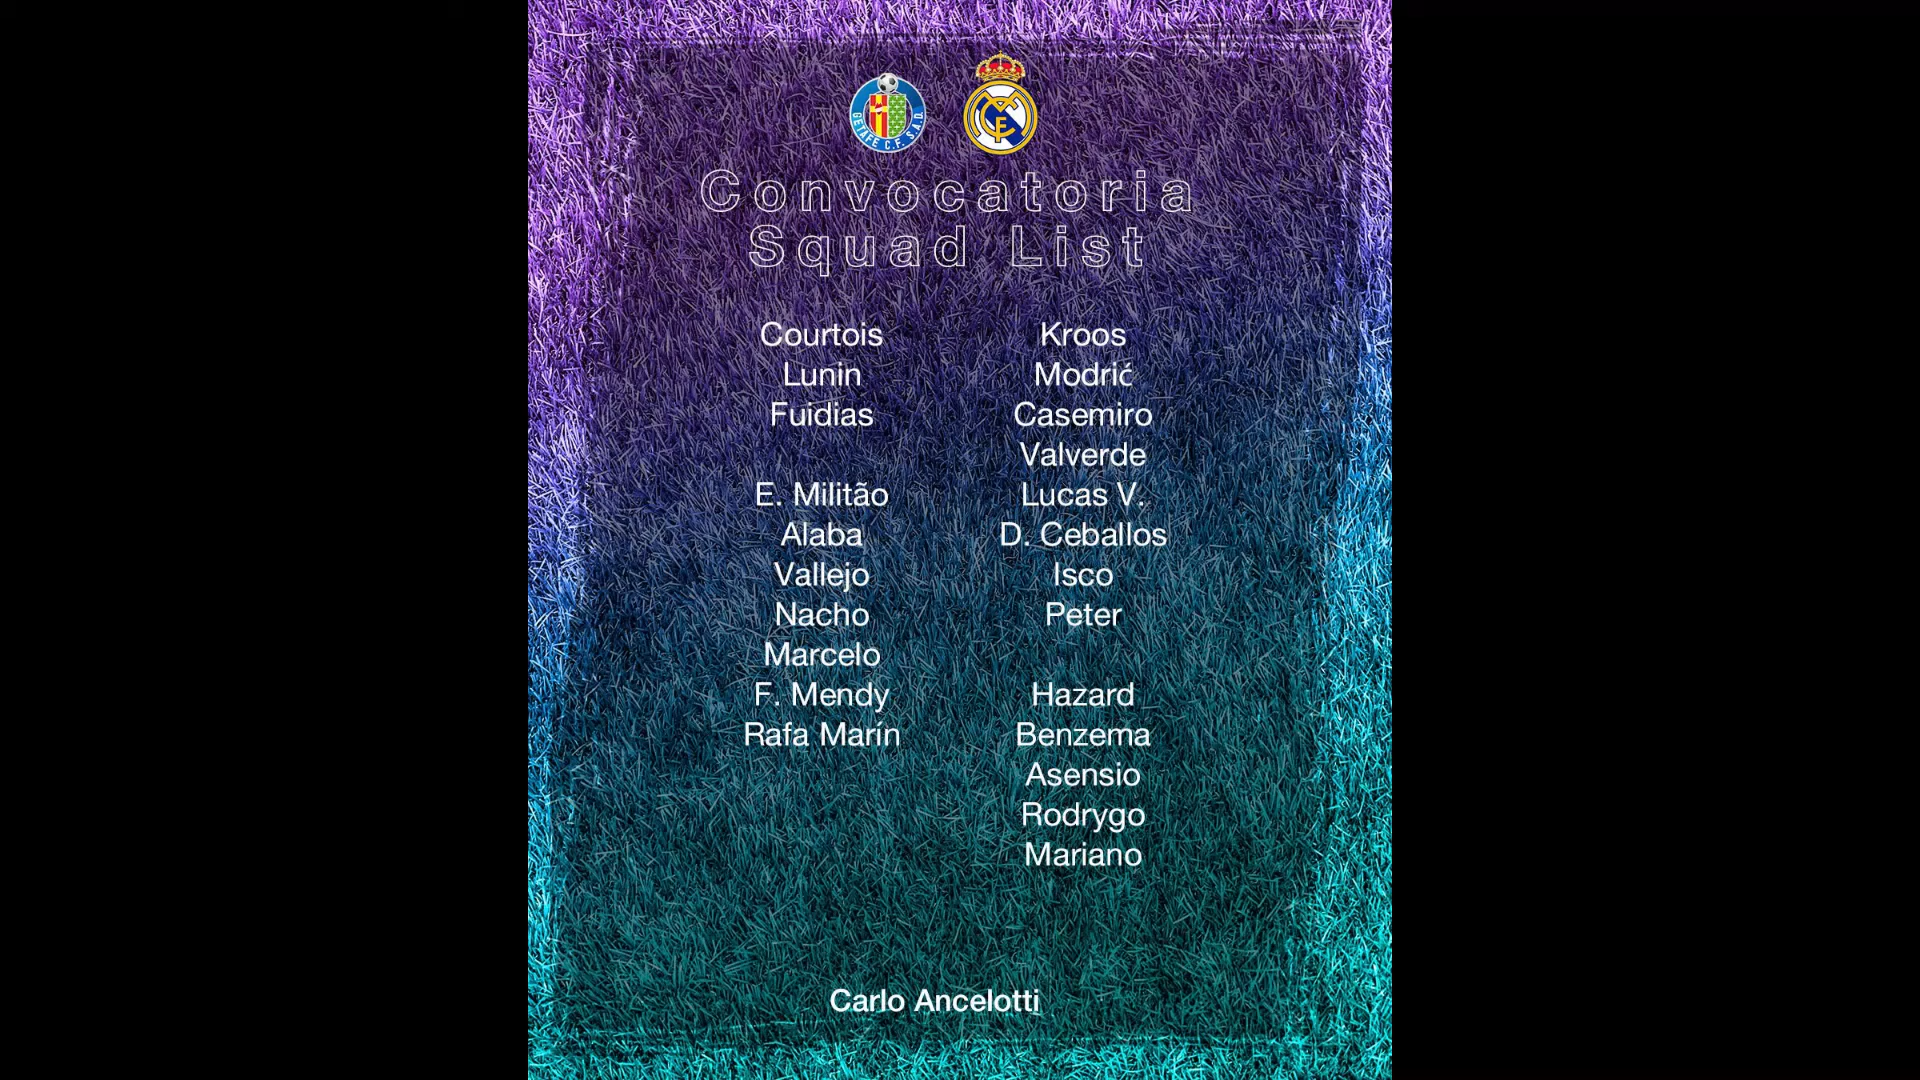 GETAFE C.F. S.A.D.
Convocatoria
Squad List
Courtois
Lunin
Fuidias
E. Militão
Alaba
Vallejo
Nacho
Marcelo
F. Mendy
Rafa Marín
Kroos
Modrić
Casemiro
Valverde
Lucas V.
D. Ceballos
Isco
Peter
Hazard
Benzema
Asensio
Rodrygo
Mariano
Carlo Ancelotti